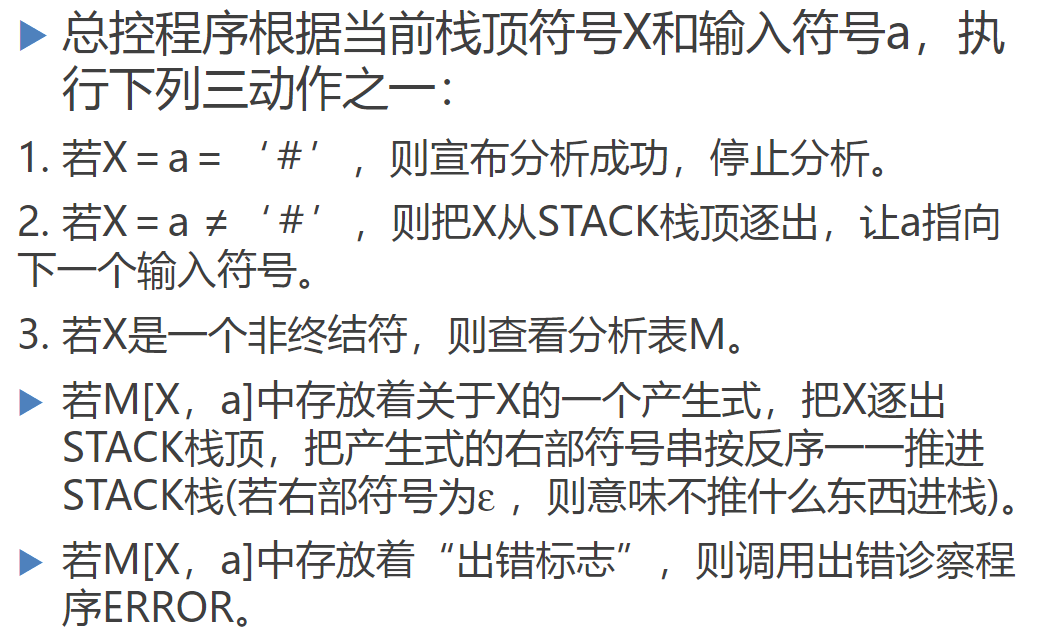 总控程序根据当前栈顶符号X和输入符号a，执
行下列三动作之一：
1. 若X＝a＝‘＃’，则宣布分析成功，停止分析。
2. 若X＝a ≠‘＃’，则把X从STACK栈顶逐出，让a指向
下一个输入符号。
3. 若X是一个非终结符，则查看分析表M。
若M[X，a]中存放着关于X的一个产生式，把X逐出
STACK栈顶，把产生式的右部符号串按反序一一推进
STACK栈(若右部符号为ε，则意味不推什么东西进栈)。
若M[X，a]中存放着“出错标志”，则调用出错诊察程
序ERROR。